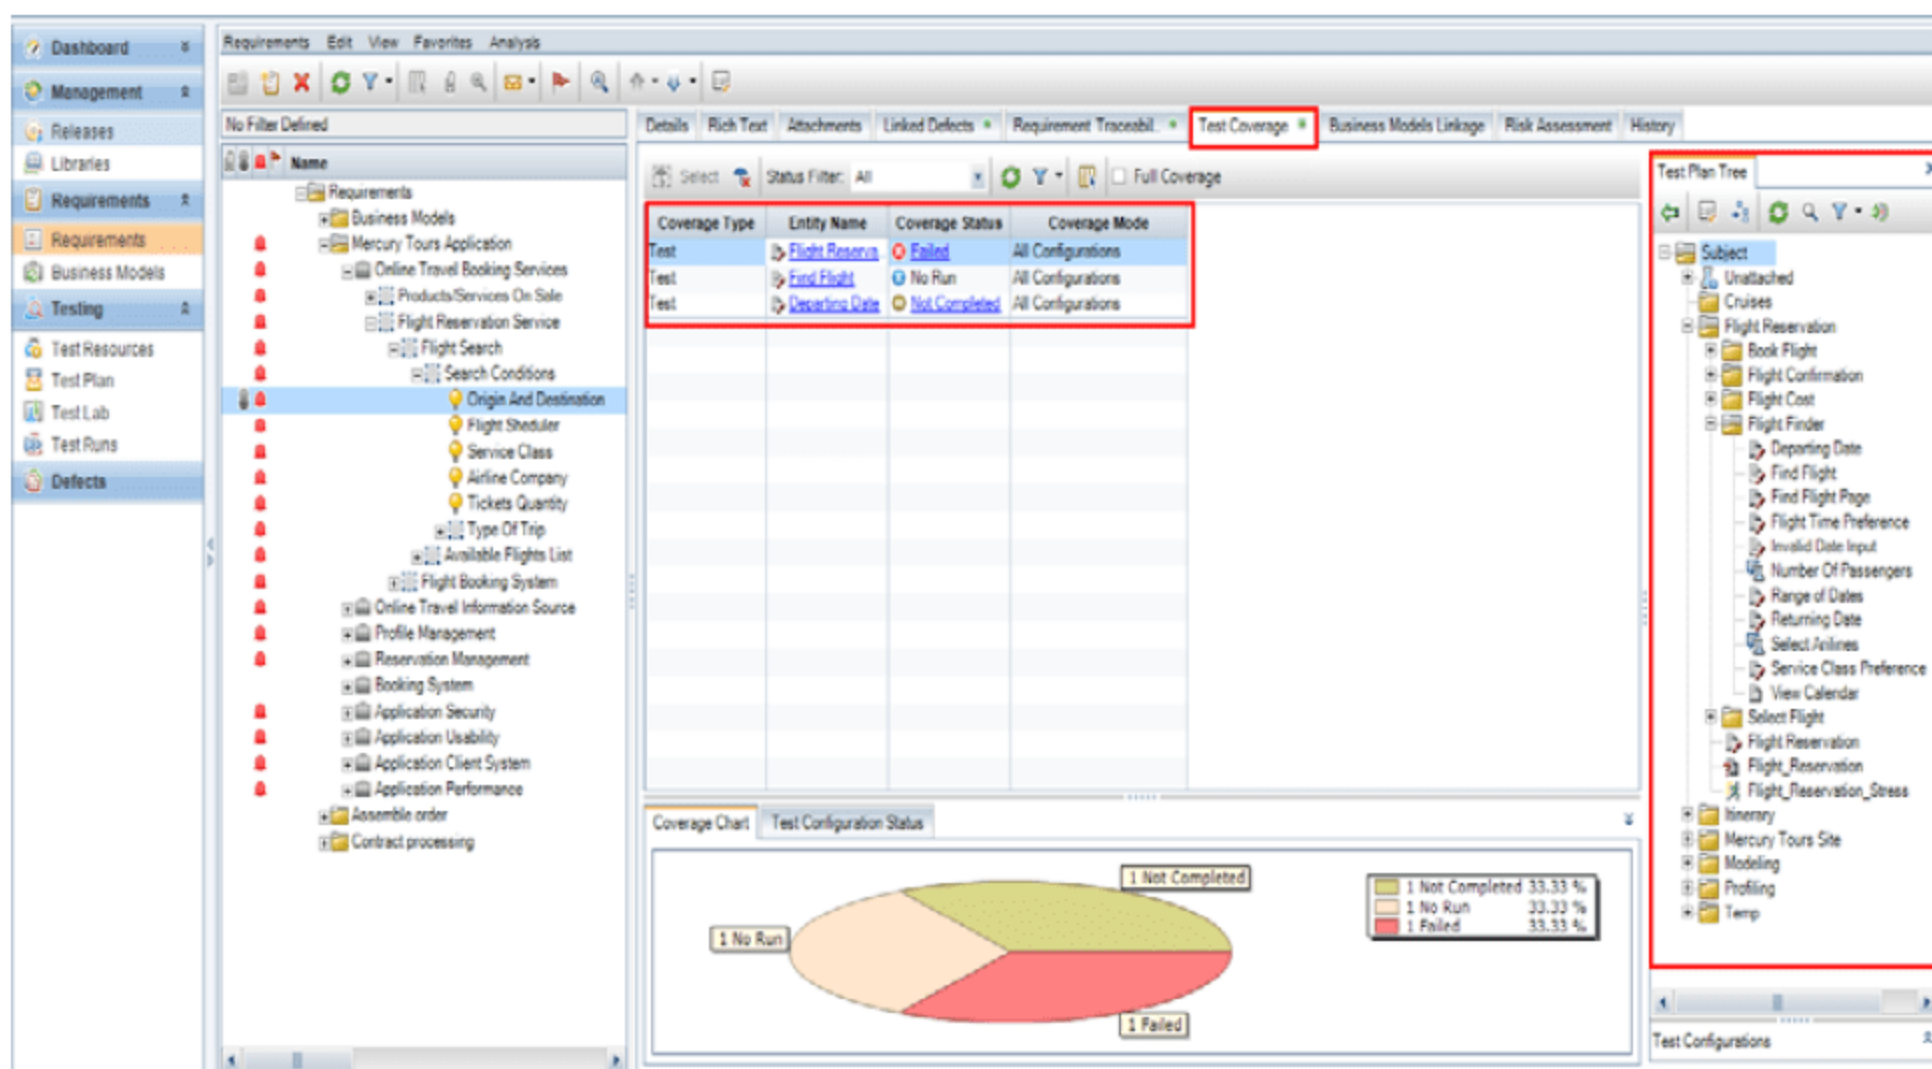 Dashboard
Management
Releases
Libraries
Requirements
Requirements
Business Models
Testing
Test Resources
Test Plan
Test Lab
Test Runs
Defects
Requirements Edit View Favorites Analysis
No Filter Defined
Name
Requirements
Business Models
Mercury Tours Application
Online Travel Booking Services
Products/Services On Sale
Flight Reservation Service
Flight Search
Search Conditions
Origin And Destination
Flight Sheduler
Service Class
Airline Company
Tickets Quantity
Type Of Trip
Available Flights List
Flight Booking System
Online Travel Information Source
Profile Management
Reservation Management
Booking System
Application Security
Application Usability
Application Client System
Application Performance
Assemble order
Contract processing
Details Rich Text Attachments Linked Defects Requirement Traceabil.. Test Coverage Business Models Linkage Risk Assessment History
Select Status Filter: All Full Coverage
Coverage Type Entity Name Coverage Status Coverage Mode
Test Flight Reserva.. Failed All Configurations
Test Find Flight No Run All Configurations
Test Departing Date Not Completed All Configurations
Coverage Chart Test Configuration Status
1 Not Completed
1 No Run
1 Failed
1 Not Completed 33.33 %
1 No Run 33.33 %
1 Failed 33.33 %
Test Plan Tree
Subject
Unattached
Cruises
Flight Reservation
Book Flight
Flight Confirmation
Flight Cost
Flight Finder
Departing Date
Find Flight
Find Flight Page
Flight Time Preference
Invalid Date Input
Number Of Passengers
Range of Dates
Returning Date
Select Airlines
Service Class Preference
View Calendar
Select Flight
Flight Reservation
Flight_Reservation
Flight_Reservation_Stress
Itinerary
Mercury Tours Site
Modeling
Profiling
Temp
Test Configurations